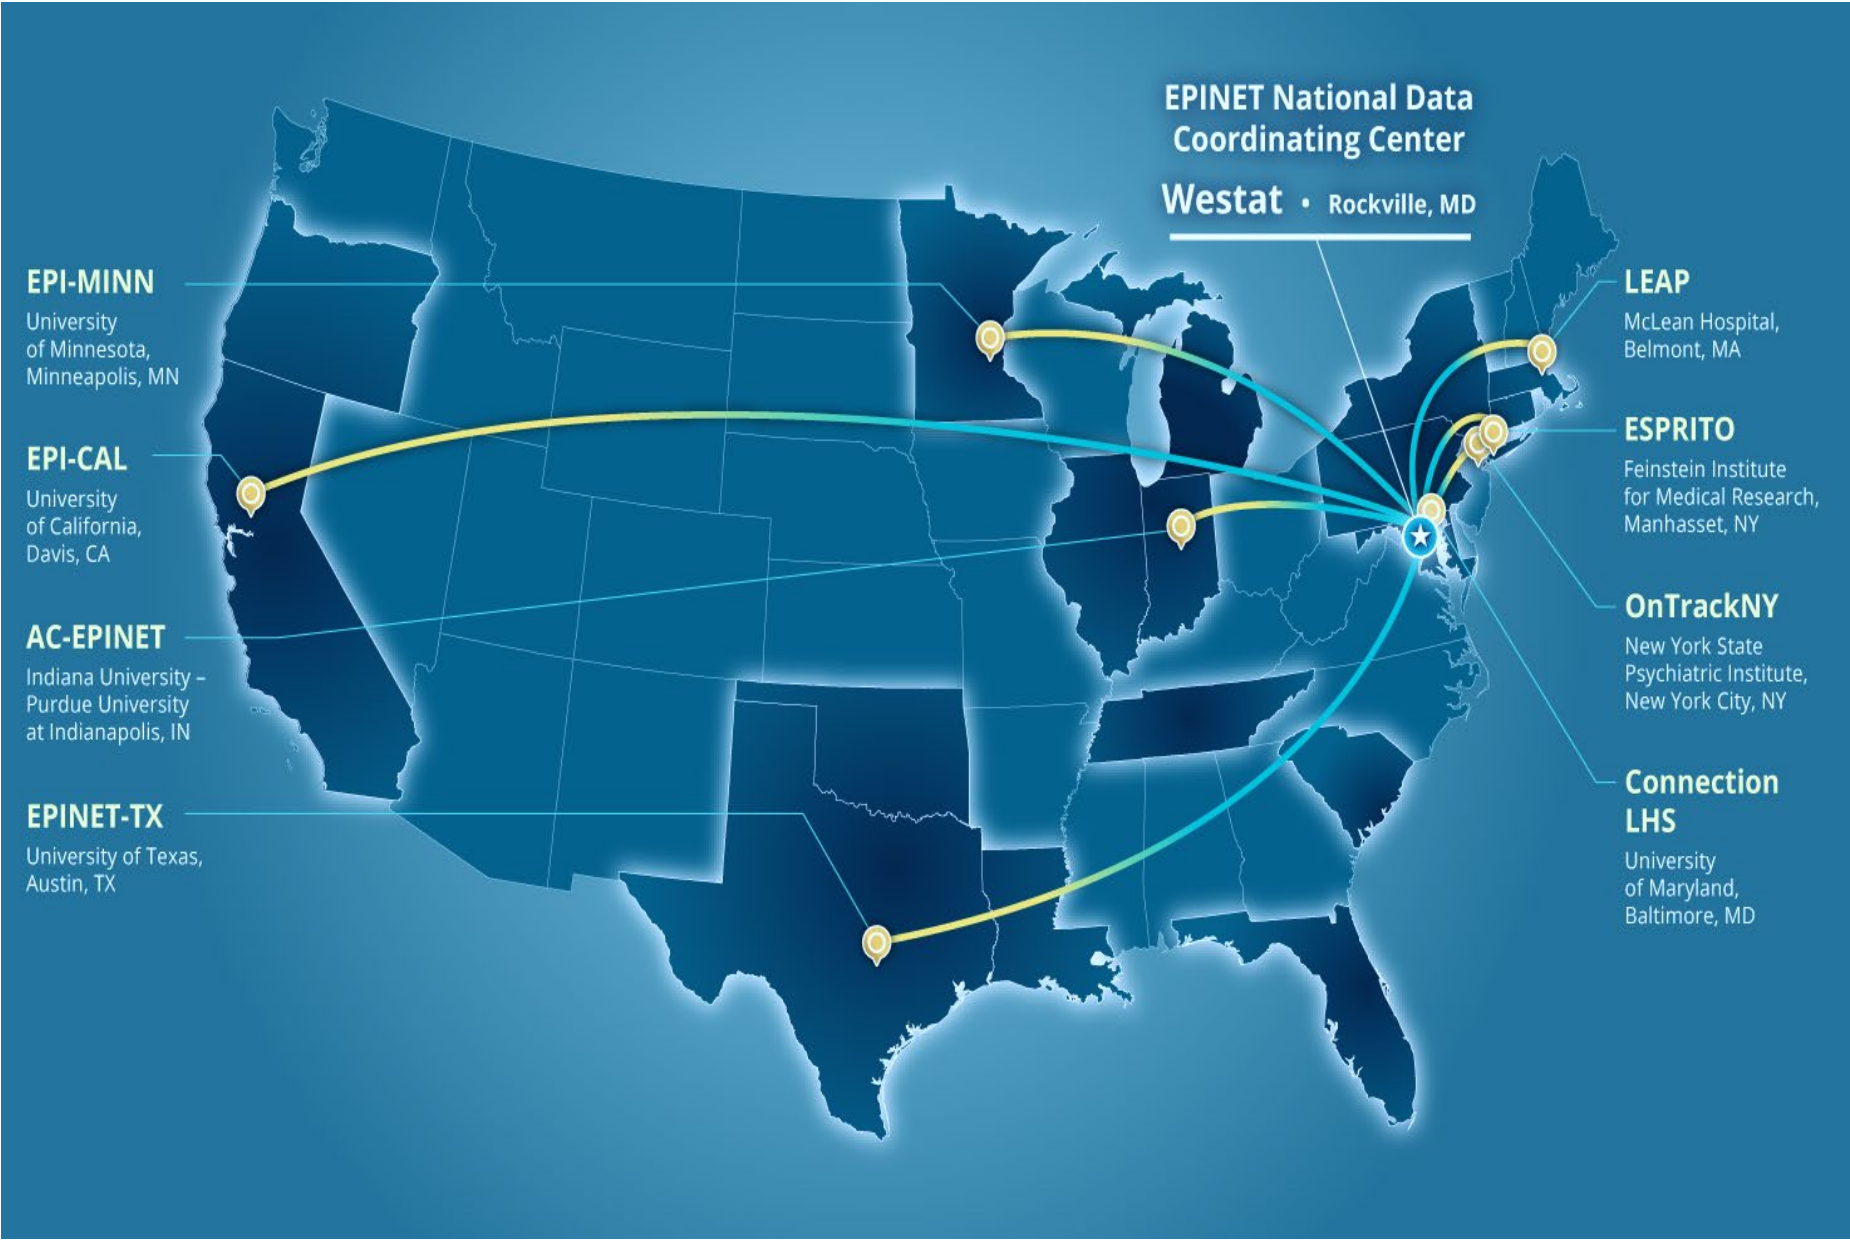 EPINET National Data
Coordinating Center
Westat • Rockville, MD
EPI-MINN
University
of Minnesota,
Minneapolis, MN
EPI-CAL
University
of California,
Davis, CA
AC-EPINET
Indiana University –
Purdue University
at Indianapolis, IN
EPINET-TX
University of Texas,
Austin, TX
LEAP
McLean Hospital,
Belmont, MA
ESPRITO
Feinstein Institute
for Medical Research,
Manhasset, NY
OnTrackNY
New York State
Psychiatric Institute,
New York City, NY
Connection
LHS
University
of Maryland,
Baltimore, MD